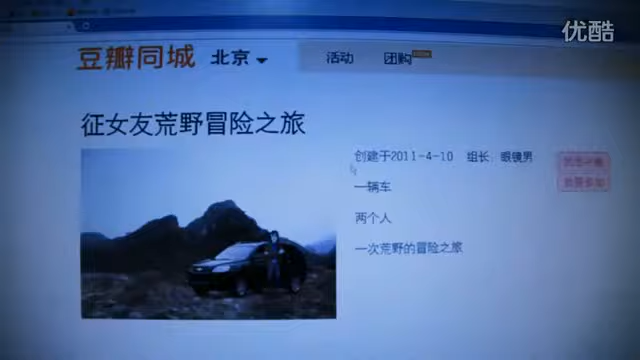 优酷
豆瓣同城 北京 活动 团购
征女友荒野冒险之旅
创建于2011-4-10 组长：眼镜男
一辆车
两个人
一次荒野的冒险之旅